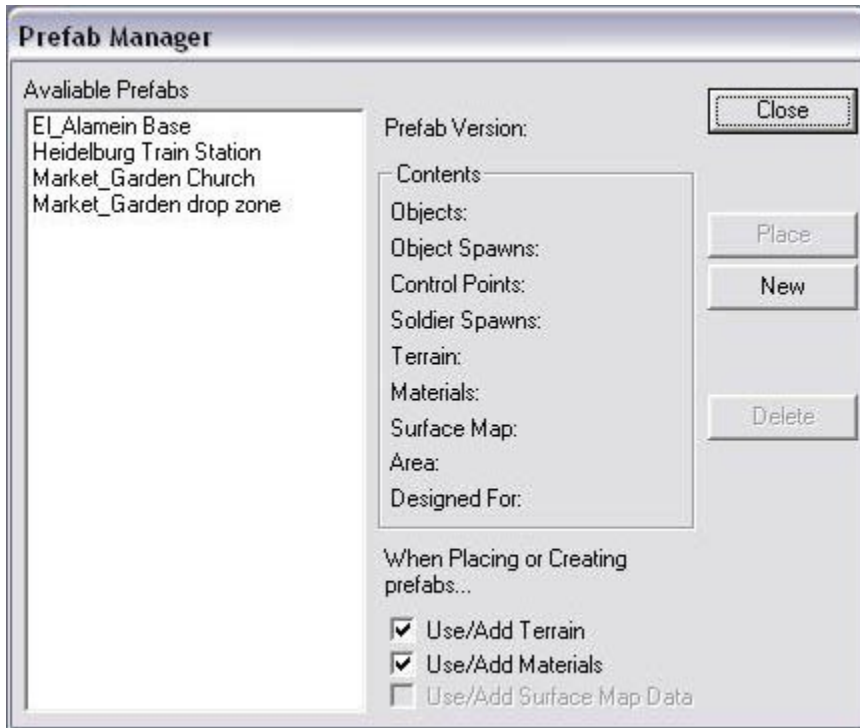 Prefab Manager
Avaliable Prefabs
El_Alamein Base
Heidelburg Train Station
Market_Garden Church
Market_Garden drop zone
Prefab Version:
Contents
Objects:
Object Spawns:
Control Points:
Soldier Spawns:
Terrain:
Materials:
Surface Map:
Area:
Designed For:
When Placing or Creating
prefabs...
Use/Add Terrain
Use/Add Materials
Use/Add Surface Map Data
Close
Place
New
Delete